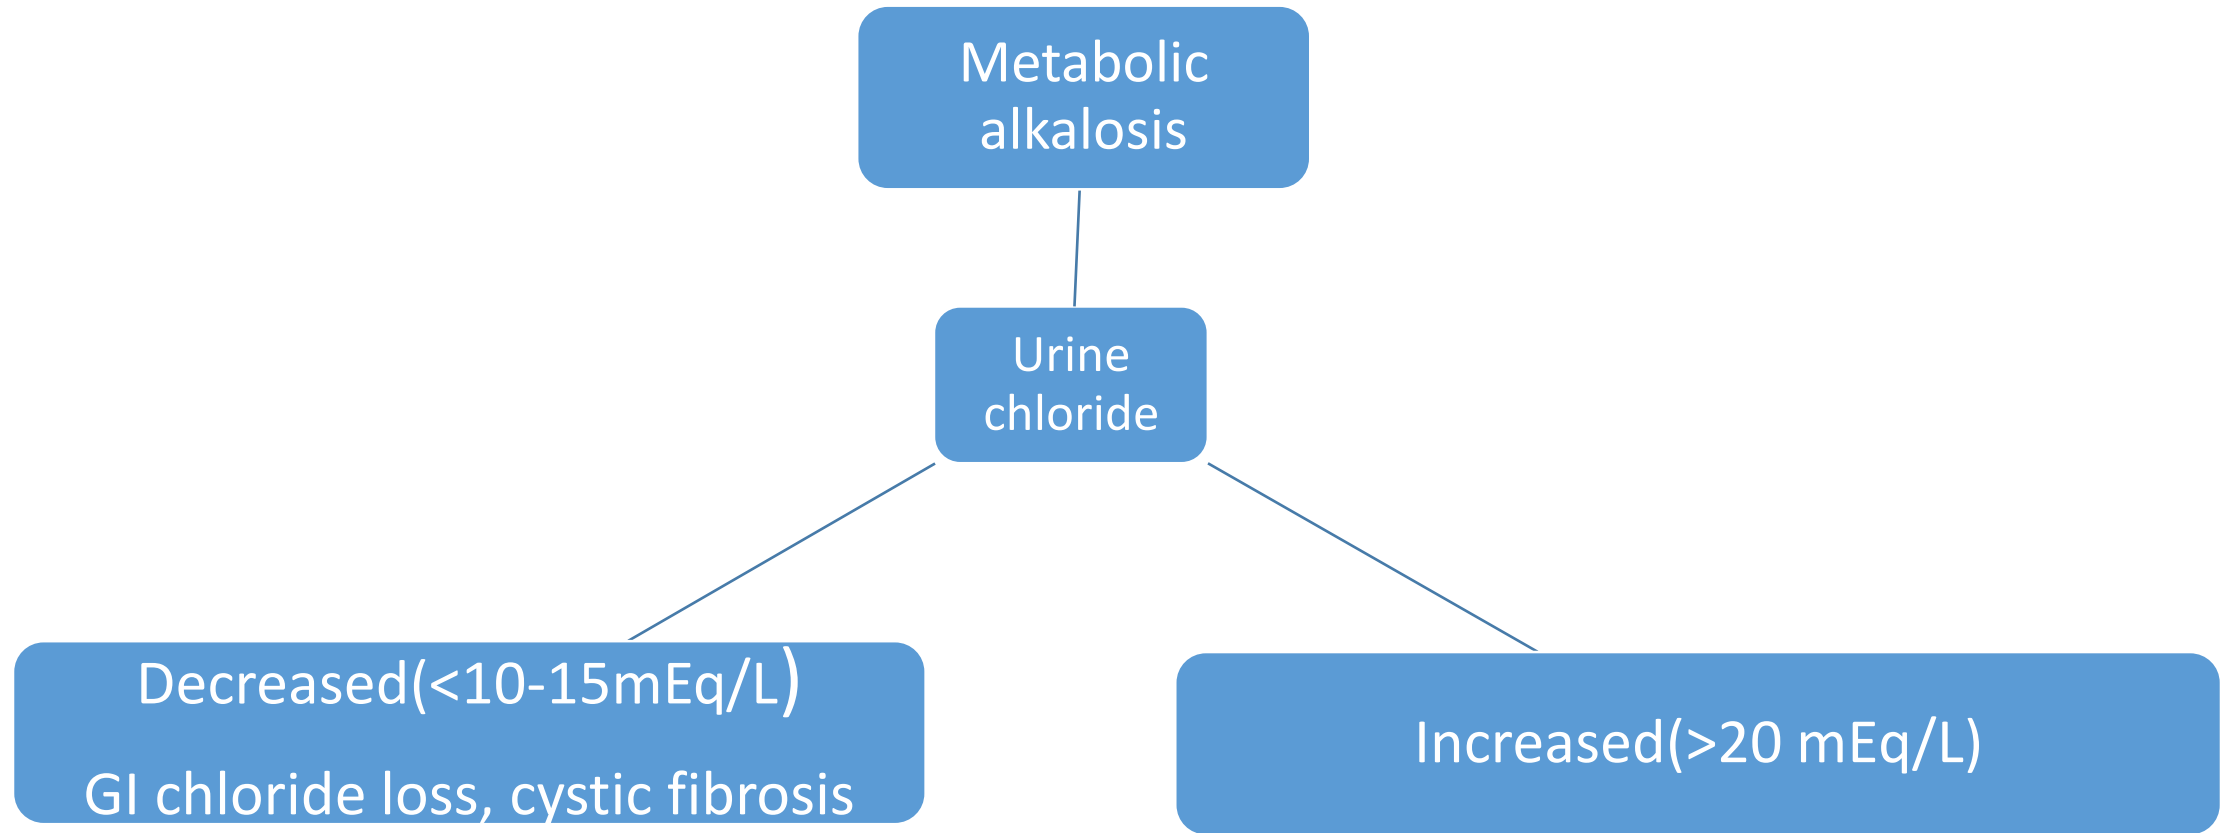 Metabolic
alkalosis
Urine
chloride
Decreased(<10-15mEq/L)
GI chloride loss, cystic fibrosis
Increased(>20 mEq/L)